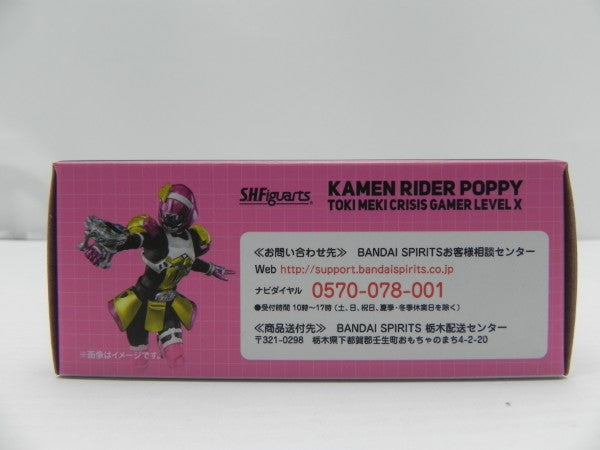 S.H.Figuarts®
KAMEN RIDER POPPY
TOKI MEKI CRISIS GAMER LEVEL X
≪お問い合わせ先≫ BANDAI SPIRITSお客様相談センター
Web http://support.bandaispirits.co.jp
ナビダイヤル 0570-078-001
●受付時間 10時～17時（土、日、祝日、夏季・冬季休業日を除く）
≪商品送付先≫ BANDAI SPIRITS 栃木配送センター
〒321-0298 栃木県下都賀郡壬生町おもちゃのまち4-2-20
※画像はイメージです。